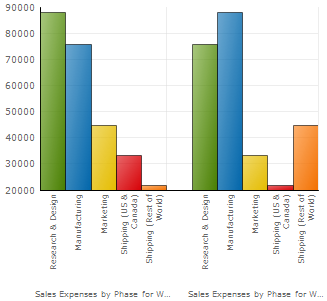 90000
80000
70000
60000
50000
40000
30000
20000
Research & Design
Manufacturing
Marketing
Shipping (US &
Canada)
Shipping (Rest of
World)
Research & Design
Manufacturing
Marketing
Shipping (US &
Canada)
Shipping (Rest of
World)
Sales Expenses by Phase for W...
Sales Expenses by Phase for W...